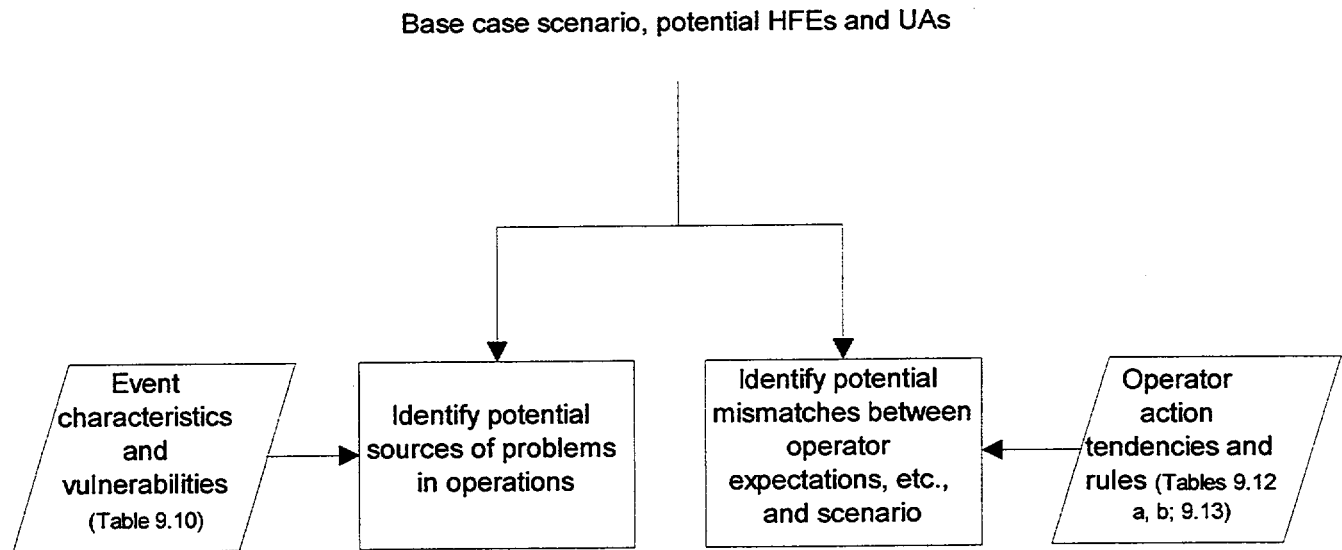 Base case scenario, potential HFEs and UAs
Event
characteristics
and
vulnerabilities
(Table 9.10)
Identify potential
sources of problems
in operations
Identify potential
mismatches between
operator
expectations, etc.,
and scenario
Operator
action
tendencies and
rules (Tables 9.12
a, b; 9.13)